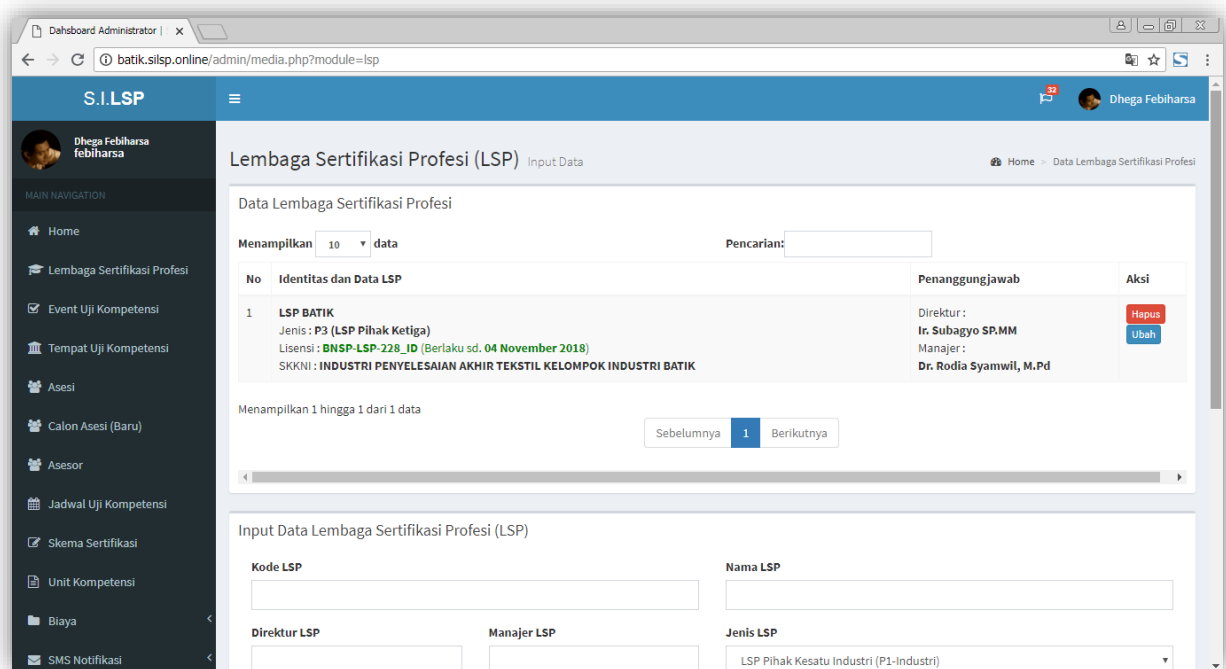 Dahsboard Administrator |
batik.silsp.online/admin/media.php?module=lsp
S.I.LSP
32
Dhega Febiharsa
Dhega Febiharsa
febiharsa
MAIN NAVIGATION
Home
Lembaga Sertifikasi Profesi
Event Uji Kompetensi
Tempat Uji Kompetensi
Asesi
Calon Asesi (Baru)
Asesor
Jadwal Uji Kompetensi
Skema Sertifikasi
Unit Kompetensi
Biaya
SMS Notifikasi
Lembaga Sertifikasi Profesi (LSP) Input Data
Home > Data Lembaga Sertifikasi Profesi
Data Lembaga Sertifikasi Profesi
Menampilkan 10 data
Pencarian:
No Identitas dan Data LSP Penanggungjawab Aksi
1 LSP BATIK
Jenis : P3 (LSP Pihak Ketiga)
Lisensi : BNSP-LSP-228_ID (Berlaku sd. 04 November 2018)
SKKNI : INDUSTRI PENYELESAIAN AKHIR TEKSTIL KELOMPOK INDUSTRI BATIK
Direktur :
Ir. Subagyo SP.MM
Manajer :
Dr. Rodia Syamwil, M.Pd
Hapus
Ubah
Menampilkan 1 hingga 1 dari 1 data
Sebelumnya 1 Berikutnya
Input Data Lembaga Sertifikasi Profesi (LSP)
Kode LSP
Nama LSP
Direktur LSP
Manajer LSP
Jenis LSP
LSP Pihak Kesatu Industri (P1-Industri)